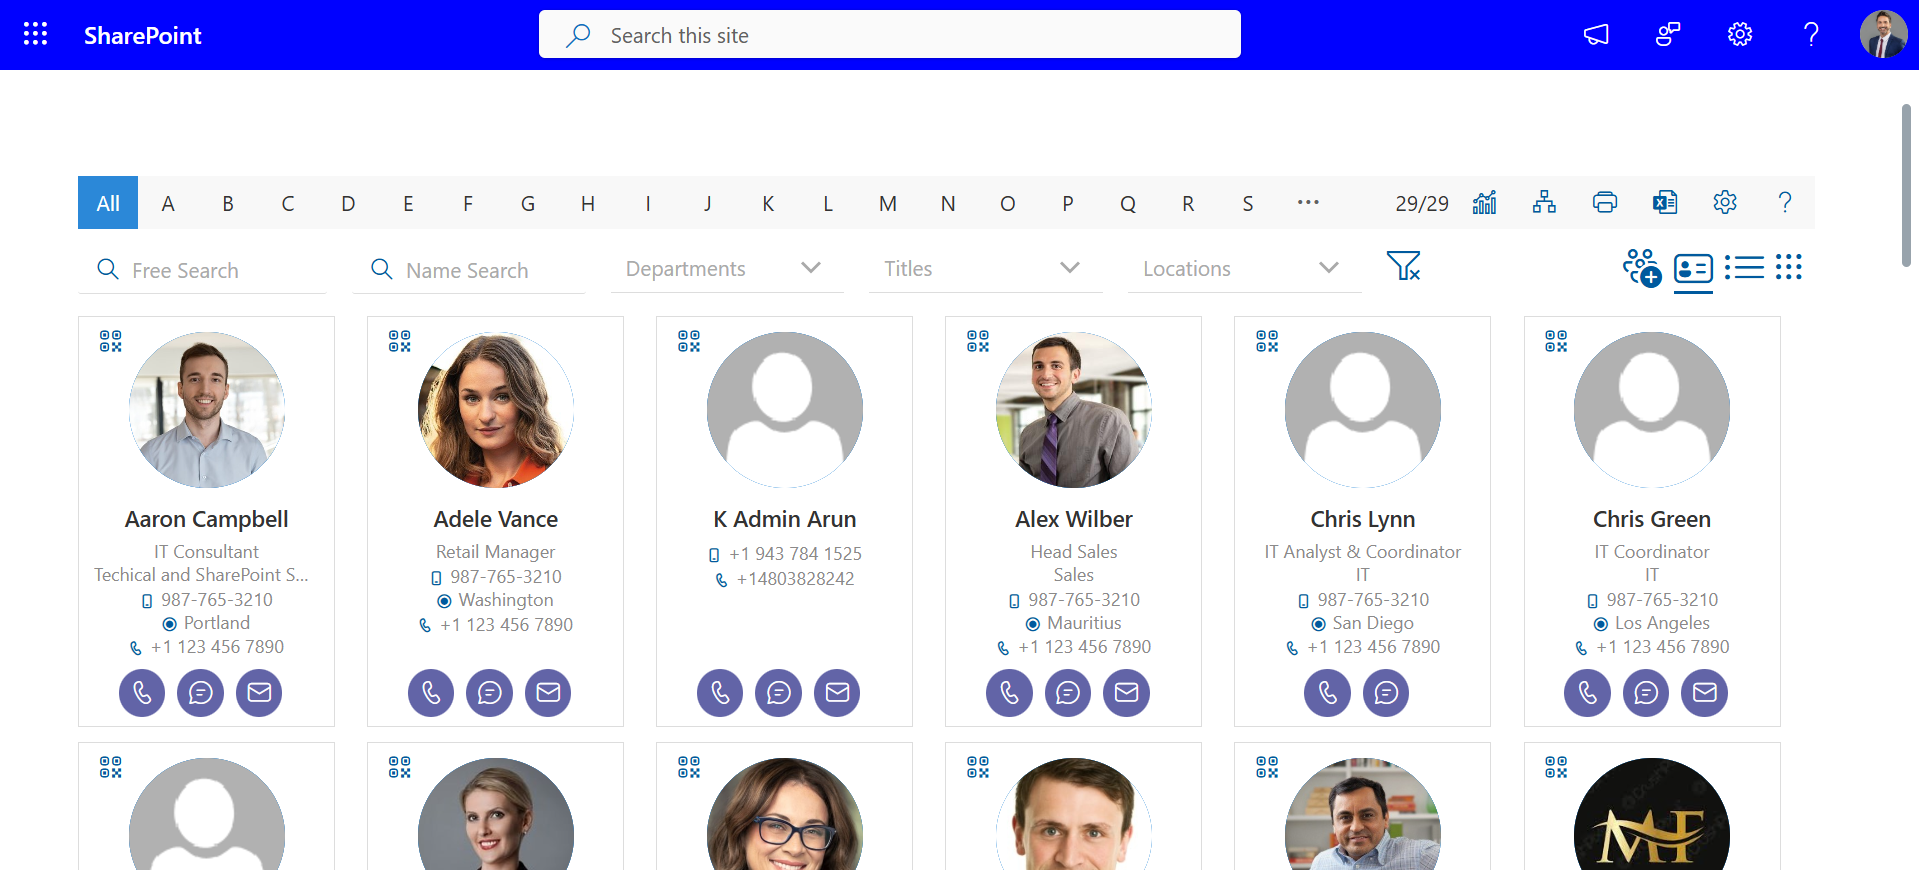 SharePoint
Search this site
All A B C D E F G H I J K L M N O P Q R S ··· 29/29
Free Search
Name Search
Departments
Titles
Locations
Aaron Campbell
IT Consultant
Techical and SharePoint S...
987-765-3210
Portland
+1 123 456 7890
Adele Vance
Retail Manager
987-765-3210
Washington
+1 123 456 7890
K Admin Arun
+1 943 784 1525
+14803828242
Alex Wilber
Head Sales
Sales
987-765-3210
Mauritius
+1 123 456 7890
Chris Lynn
IT Analyst & Coordinator
IT
987-765-3210
San Diego
+1 123 456 7890
Chris Green
IT Coordinator
IT
987-765-3210
Los Angeles
+1 123 456 7890